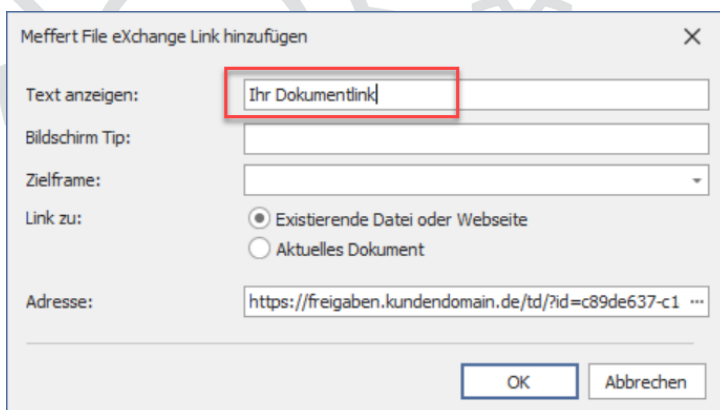 Meffert File eXchange Link hinzufügen
Text anzeigen: Ihr Dokumentlink
Bildschirm Tip:
Zielframe:
Link zu: Existierende Datei oder Webseite
Aktuelles Dokument
Adresse: https://freigaben.kundendomain.de/td/?id=c89de637-c1 ...
OK Abbrechen